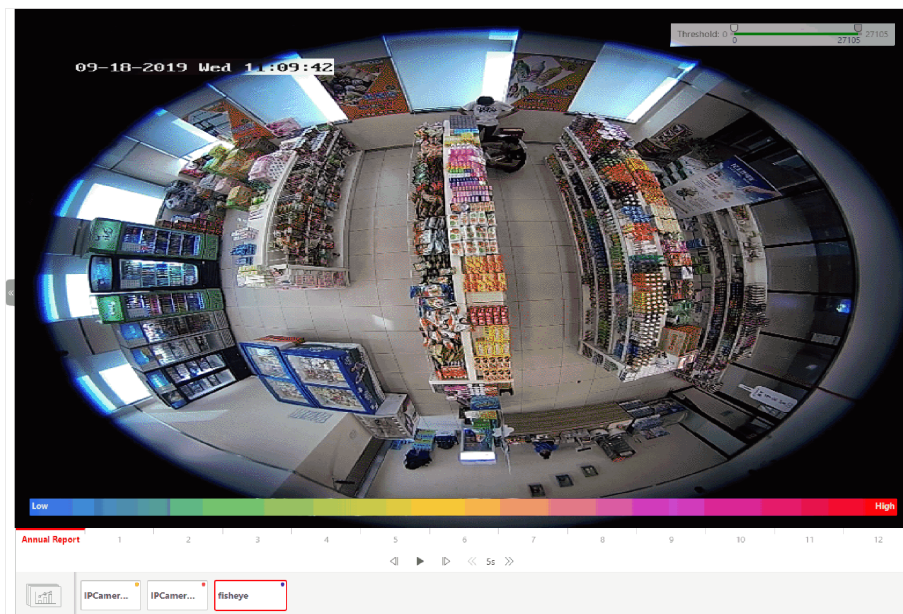 Threshold: 0 27105
0 27105
09-18-2019 Wed 11:09:42
Low High
Annual Report 1 2 3 4 5 6 7 8 9 10 11 12
5s
IPCamer... IPCamer... fisheye